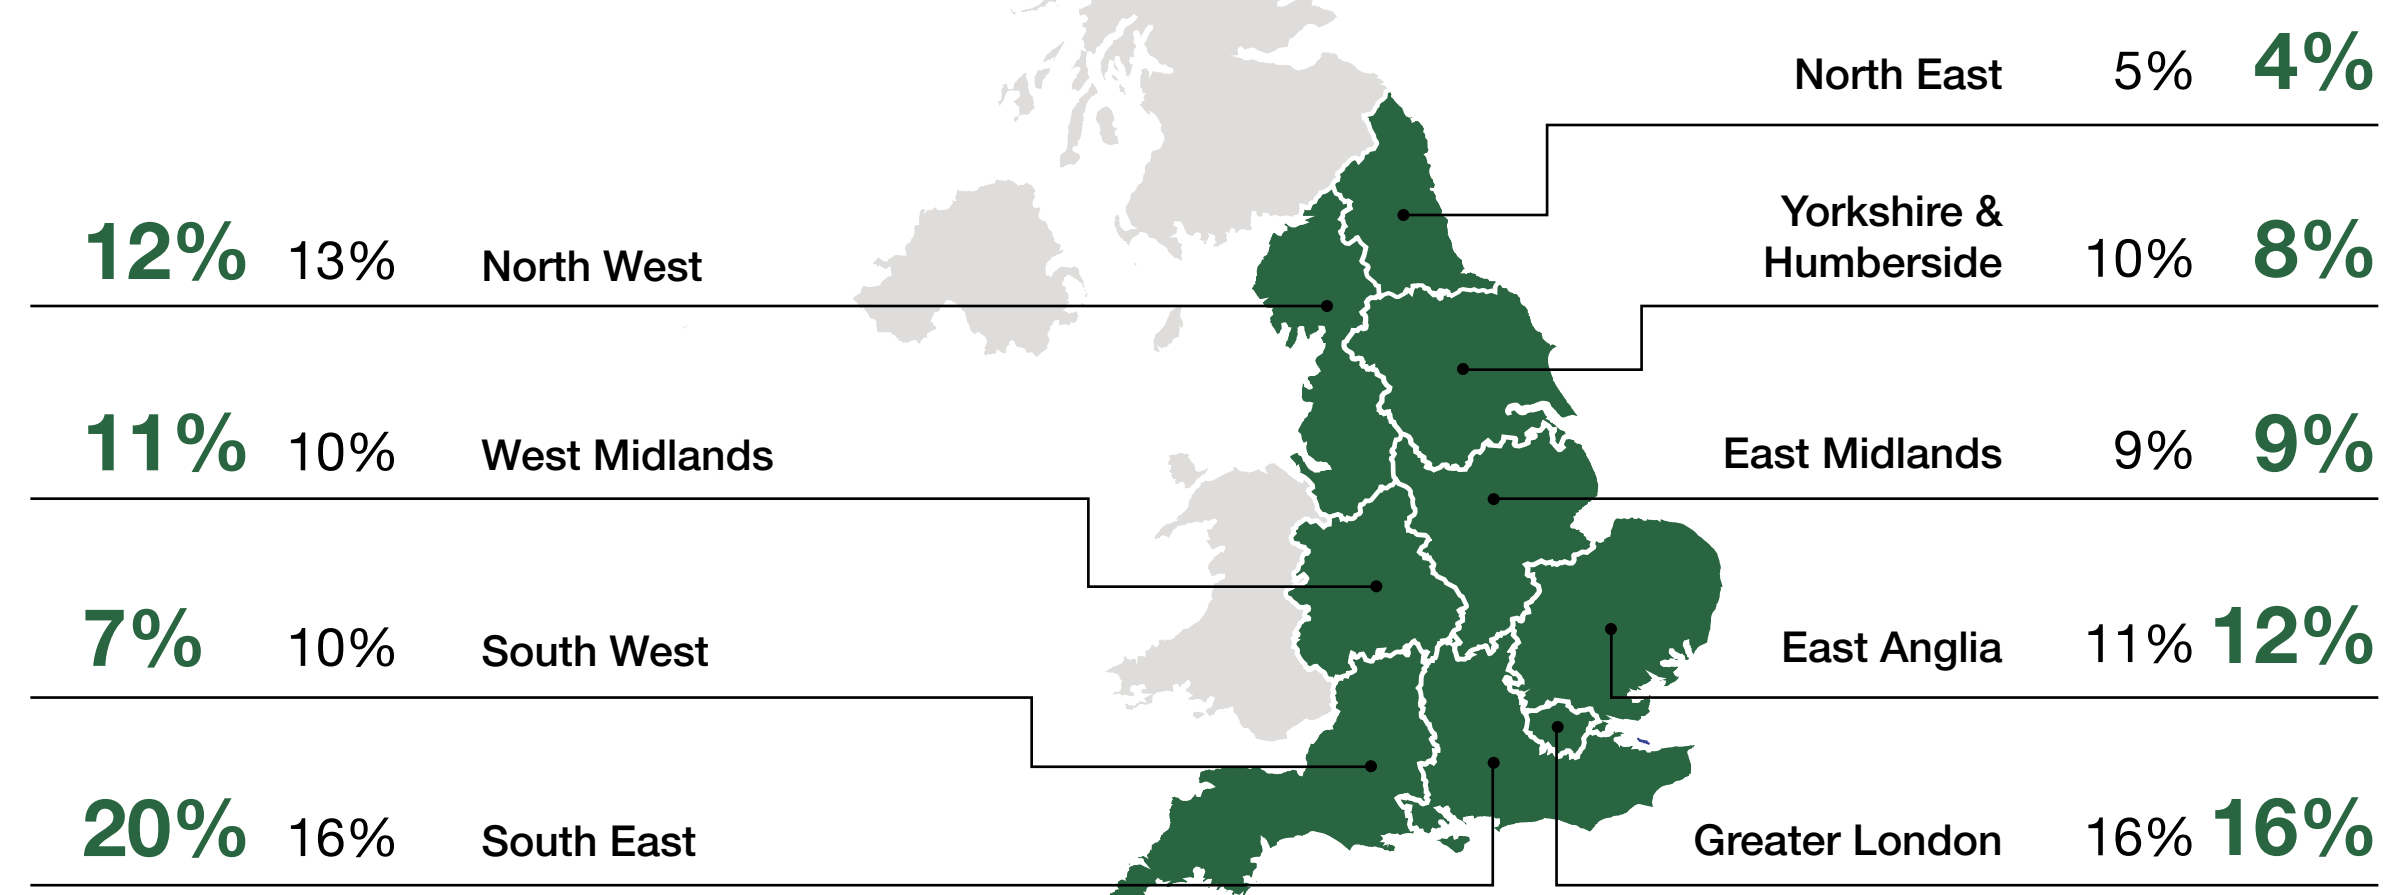 North East 5% 4%
Yorkshire &
Humberside 10% 8%
12% 13% North West
11% 10% West Midlands
East Midlands 9% 9%
7% 10% South West
East Anglia 11% 12%
20% 16% South East
Greater London 16% 16%